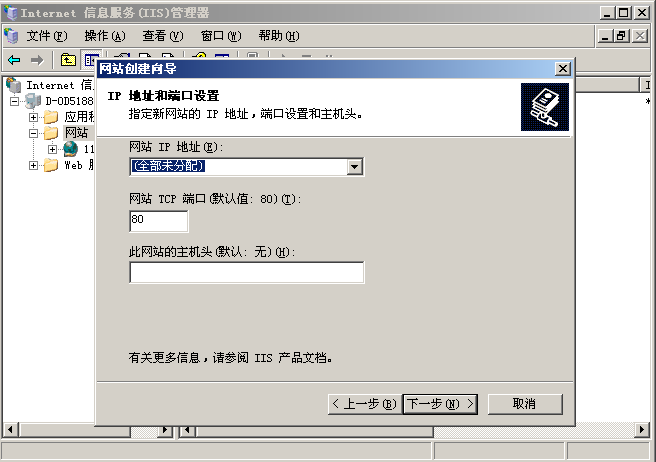 Internet 信息服务(IIS)管理器
文件(F) 操作(A) 查看(V) 窗口(W) 帮助(H)
Internet 信
D-OD5188
应用程
网站
11
Web 服
网站创建向导
IP 地址和端口设置
指定新网站的 IP 地址，端口设置和主机头。
网站 IP 地址(E):
(全部未分配)
网站 TCP 端口(默认值: 80)(T):
80
此网站的主机头(默认: 无)(H):
有关更多信息，请参阅 IIS 产品文档。
< 上一步(B) 下一步(N) > 取消